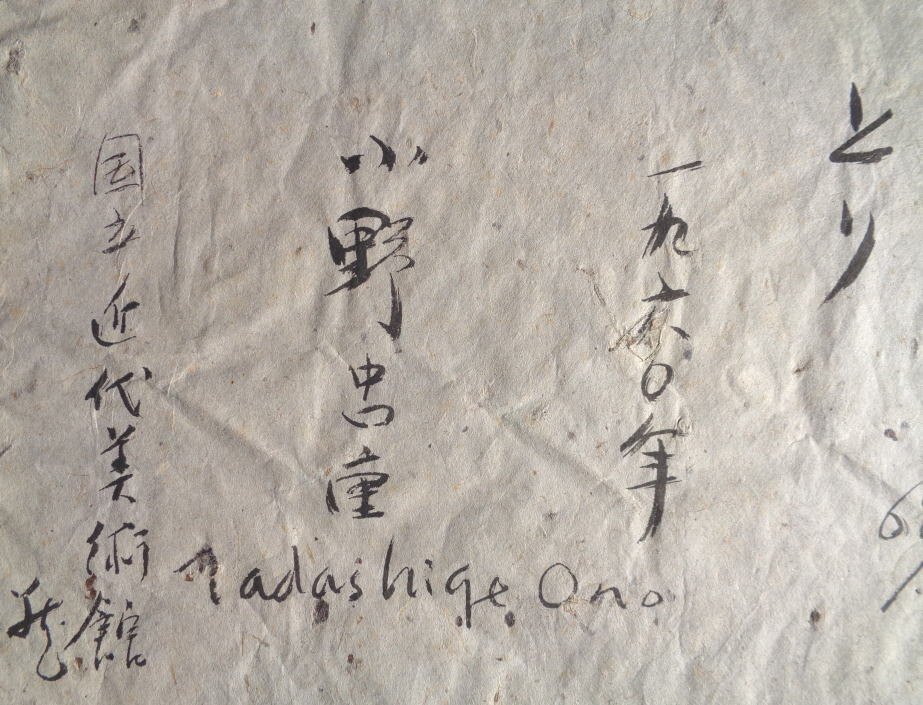 とり
一九六〇年
小野忠重
Tadashige Ono
国立近代美術館
蔵